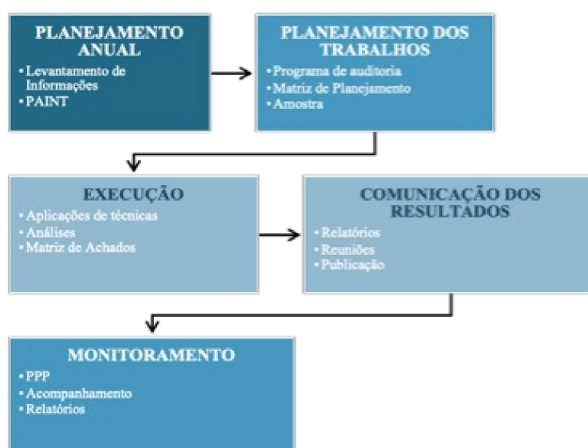 PLANEJAMENTO
ANUAL
• Levantamento de
Informações
• PAINT
PLANEJAMENTO DOS
TRABALHOS
• Programa de auditoria
• Matriz de Planejamento
• Amostra
EXECUÇÃO
• Aplicações de técnicas
• Análises
• Matriz de Achados
COMUNICAÇÃO DOS
RESULTADOS
• Relatórios
• Reuniões
• Publicação
MONITORAMENTO
• PPP
• Acompanhamento
• Relatórios